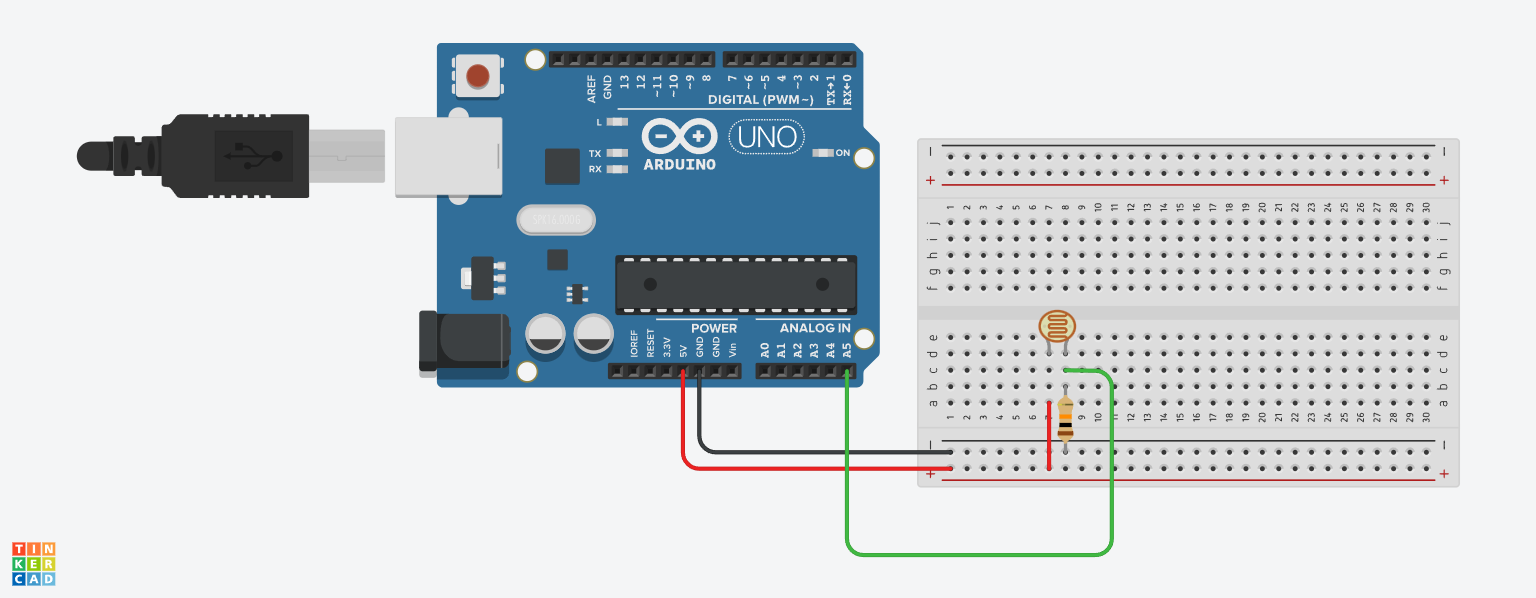 AREF
GND
13
12
~11
~10
~9
8
7
~6
~5
4
~3
2
TX→1
RX←0
DIGITAL (PWM~)
L
TX
RX
ARDUINO
UNO
ON
POWER
ANALOG IN
IOREF
RESET
3.3V
5V
GND
GND
Vin
A0
A1
A2
A3
A4
A5
- -
+ +
1 2 3 4 5 6 7 8 9 10 11 12 13 14 15 16 17 18 19 20 21 22 23 24 25 26 27 28 29 30
j j
i i
h h
g g
f f
e e
d d
c c
b b
a a
1 2 3 4 5 6 7 8 9 10 11 12 13 14 15 16 17 18 19 20 21 22 23 24 25 26 27 28 29 30
- -
+ +
TIN
KER
CAD